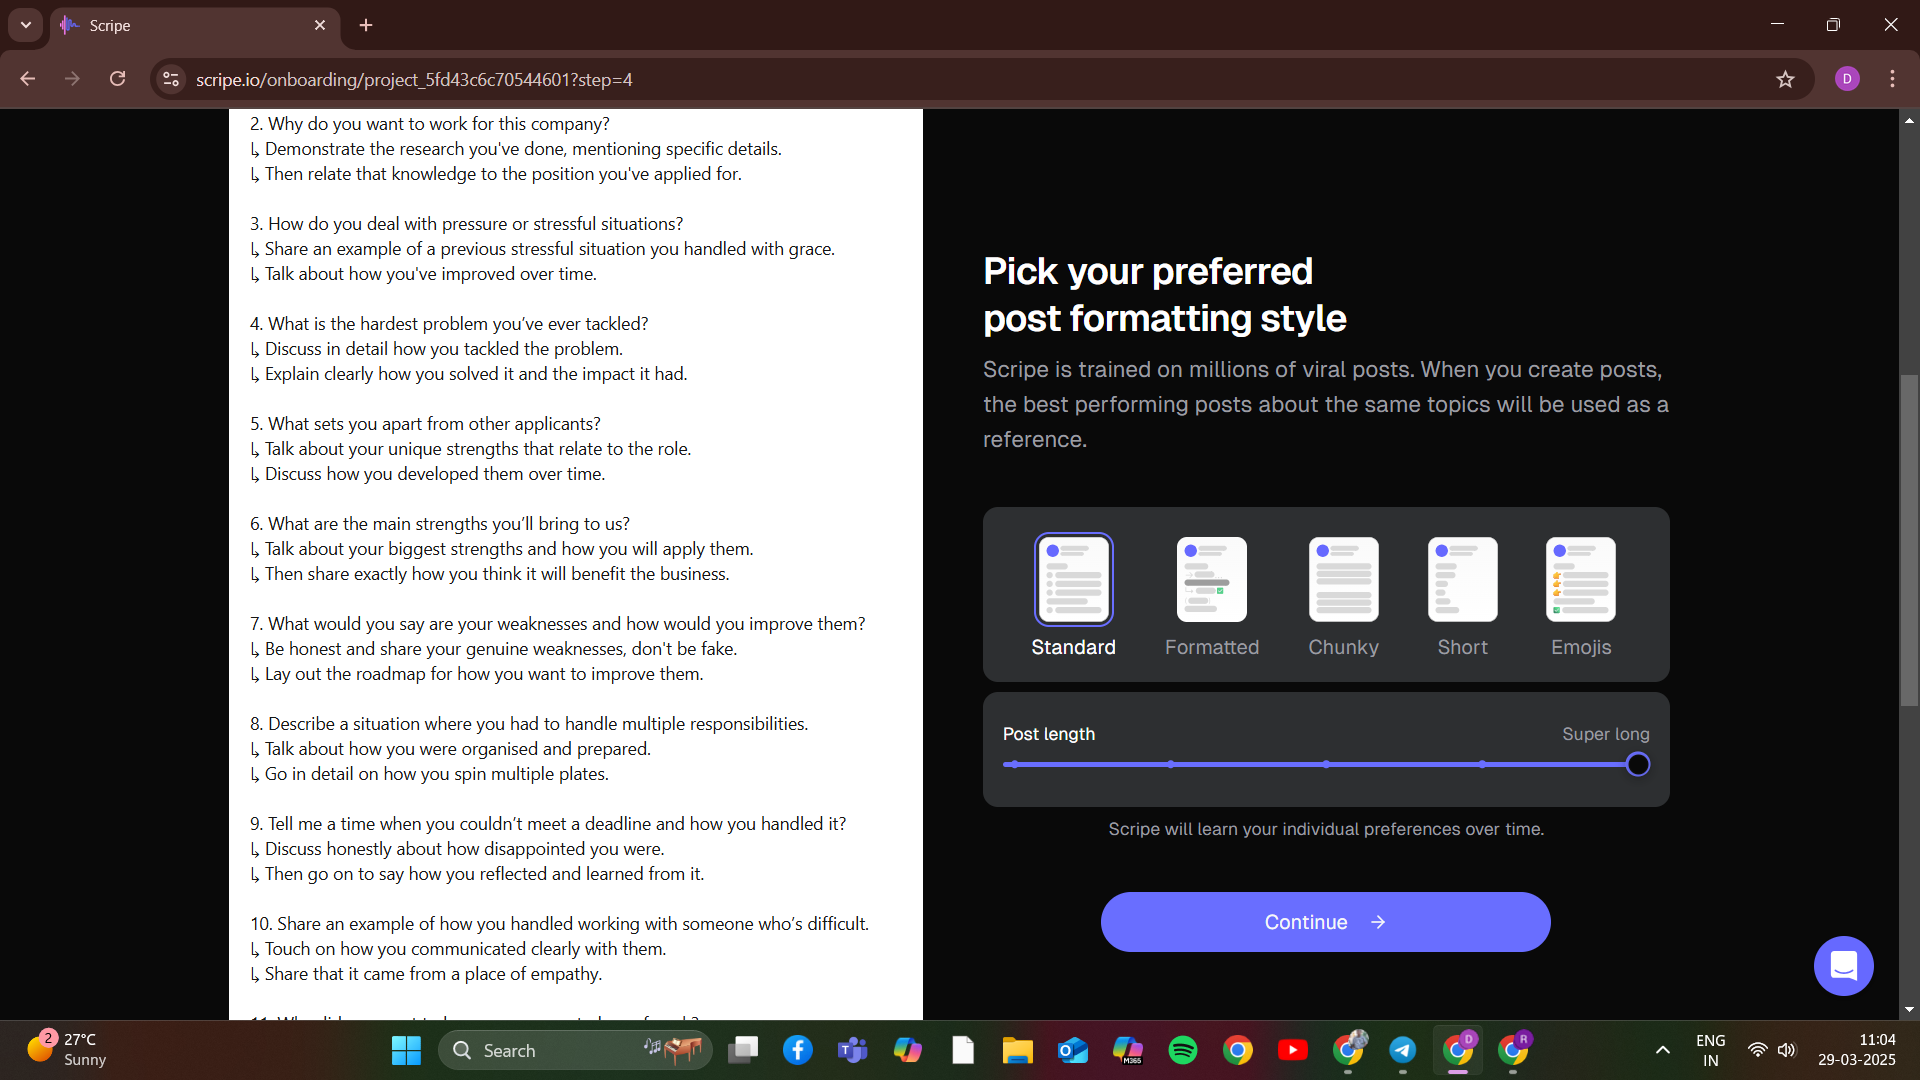 Scripe
scripe.io/onboarding/project_5fd43c6c70544601?step=4
D
2. Why do you want to work for this company?
↳ Demonstrate the research you've done, mentioning specific details.
↳ Then relate that knowledge to the position you've applied for.
3. How do you deal with pressure or stressful situations?
↳ Share an example of a previous stressful situation you handled with grace.
↳ Talk about how you've improved over time.
4. What is the hardest problem you’ve ever tackled?
↳ Discuss in detail how you tackled the problem.
↳ Explain clearly how you solved it and the impact it had.
5. What sets you apart from other applicants?
↳ Talk about your unique strengths that relate to the role.
↳ Discuss how you developed them over time.
6. What are the main strengths you’ll bring to us?
↳ Talk about your biggest strengths and how you will apply them.
↳ Then share exactly how you think it will benefit the business.
7. What would you say are your weaknesses and how would you improve them?
↳ Be honest and share your genuine weaknesses, don't be fake.
↳ Lay out the roadmap for how you want to improve them.
8. Describe a situation where you had to handle multiple responsibilities.
↳ Talk about how you were organised and prepared.
↳ Go in detail on how you spin multiple plates.
9. Tell me a time when you couldn’t meet a deadline and how you handled it?
↳ Discuss honestly about how disappointed you were.
↳ Then go on to say how you reflected and learned from it.
10. Share an example of how you handled working with someone who’s difficult.
↳ Touch on how you communicated clearly with them.
↳ Share that it came from a place of empathy.
Pick your preferred
post formatting style
Scripe is trained on millions of viral posts. When you create posts,
the best performing posts about the same topics will be used as a
reference.
Standard Formatted Chunky Short Emojis
Post length Super long
Scripe will learn your individual preferences over time.
Continue →
2
27°C
Sunny
Search
M365
D
R
ENG
IN
11:04
29-03-2025